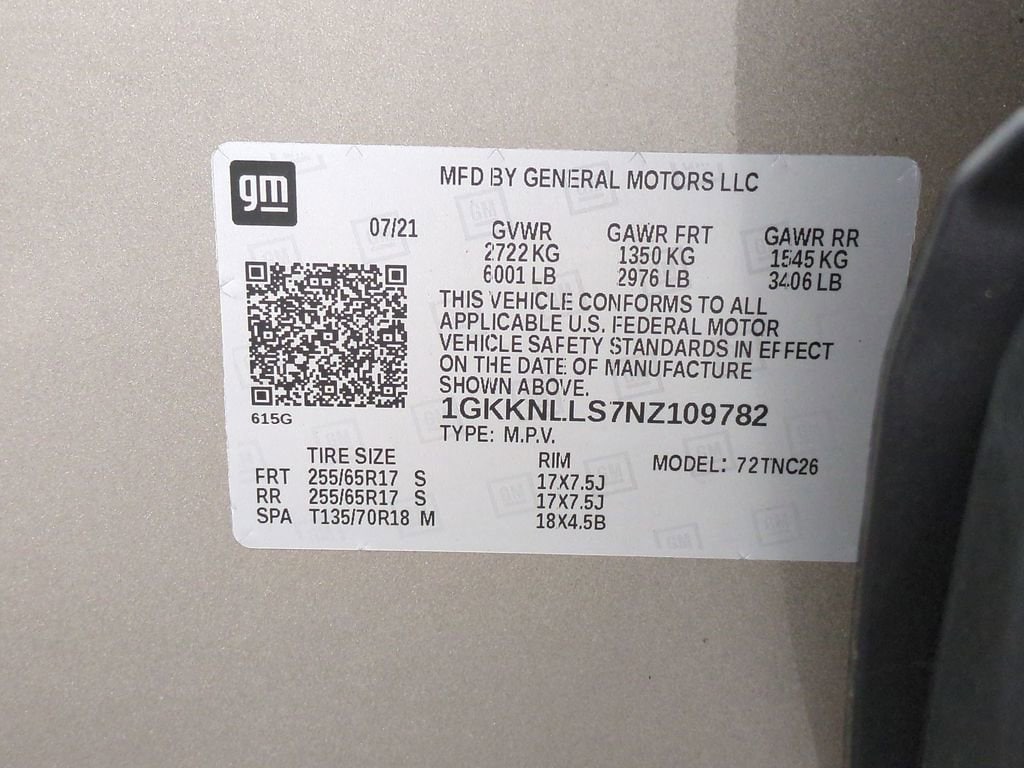 gm
MFD BY GENERAL MOTORS LLC
07/21 GVWR GAWR FRT GAWR RR
2722 KG 1350 KG 1545 KG
6001 LB 2976 LB 3406 LB
THIS VEHICLE CONFORMS TO ALL
APPLICABLE U.S. FEDERAL MOTOR
VEHICLE SAFETY STANDARDS IN EFFECT
ON THE DATE OF MANUFACTURE
SHOWN ABOVE.
615G
1GKKNLLS7NZ109782
TYPE: M.P.V.
TIRE SIZE RIM MODEL: 72TNC26
FRT 255/65R17 S 17X7.5J
RR 255/65R17 S 17X7.5J
SPA T135/70R18 M 18X4.5B